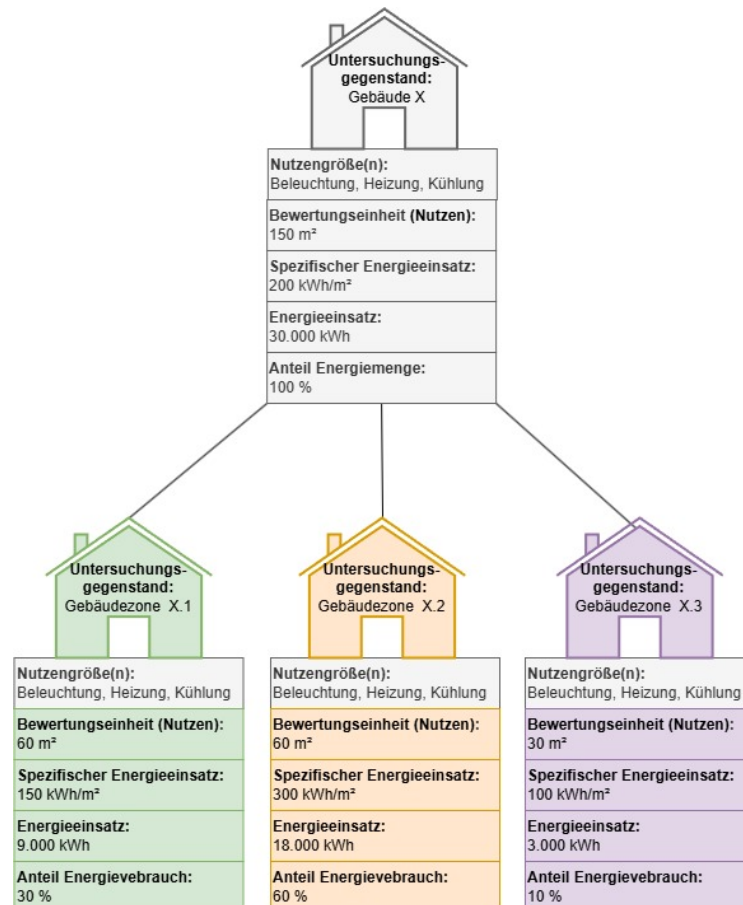 Untersuchungs-
gegenstand:
Gebäude X
Nutzengröße(n):
Beleuchtung, Heizung, Kühlung
Bewertungseinheit (Nutzen):
150 m²
Spezifischer Energieeinsatz:
200 kWh/m²
Energieeinsatz:
30.000 kWh
Anteil Energiemenge:
100 %
Untersuchungs-
gegenstand:
Gebäudezone X.1
Nutzengröße(n):
Beleuchtung, Heizung, Kühlung
Bewertungseinheit (Nutzen):
60 m²
Spezifischer Energieeinsatz:
150 kWh/m²
Energieeinsatz:
9.000 kWh
Anteil Energievebrauch:
30 %
Untersuchungs-
gegenstand:
Gebäudezone X.2
Nutzengröße(n):
Beleuchtung, Heizung, Kühlung
Bewertungseinheit (Nutzen):
60 m²
Spezifischer Energieeinsatz:
300 kWh/m²
Energieeinsatz:
18.000 kWh
Anteil Energievebrauch:
60 %
Untersuchungs-
gegenstand:
Gebäudezone X.3
Nutzengröße(n):
Beleuchtung, Heizung, Kühlung
Bewertungseinheit (Nutzen):
30 m²
Spezifischer Energieeinsatz:
100 kWh/m²
Energieeinsatz:
3.000 kWh
Anteil Energievebrauch:
10 %